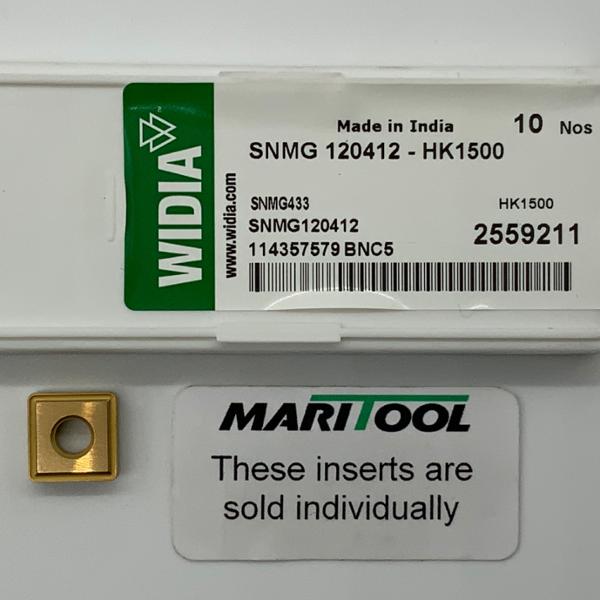 WIDIA
www.widia.com
Made in India 10 Nos
SNMG 120412 - HK1500
SNMG433 HK1500
SNMG120412
2559211
114357579 BNC5
MARITOOL
These inserts are
sold individually